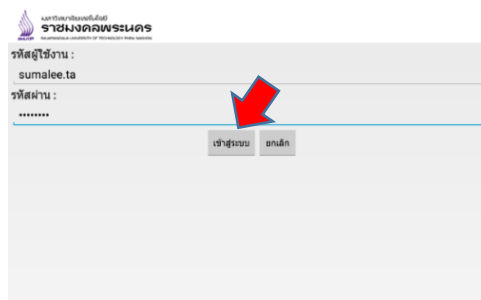 มหาวิทยาลัยเทคโนโลยี
ราชมงคลพระนคร
RAJAMANGALA UNIVERSITY OF TECHNOLOGY PHRA NAKHON
รหัสผู้ใช้งาน :
sumalee.ta
รหัสผ่าน :
••••••••
เข้าสู่ระบบ ยกเลิก